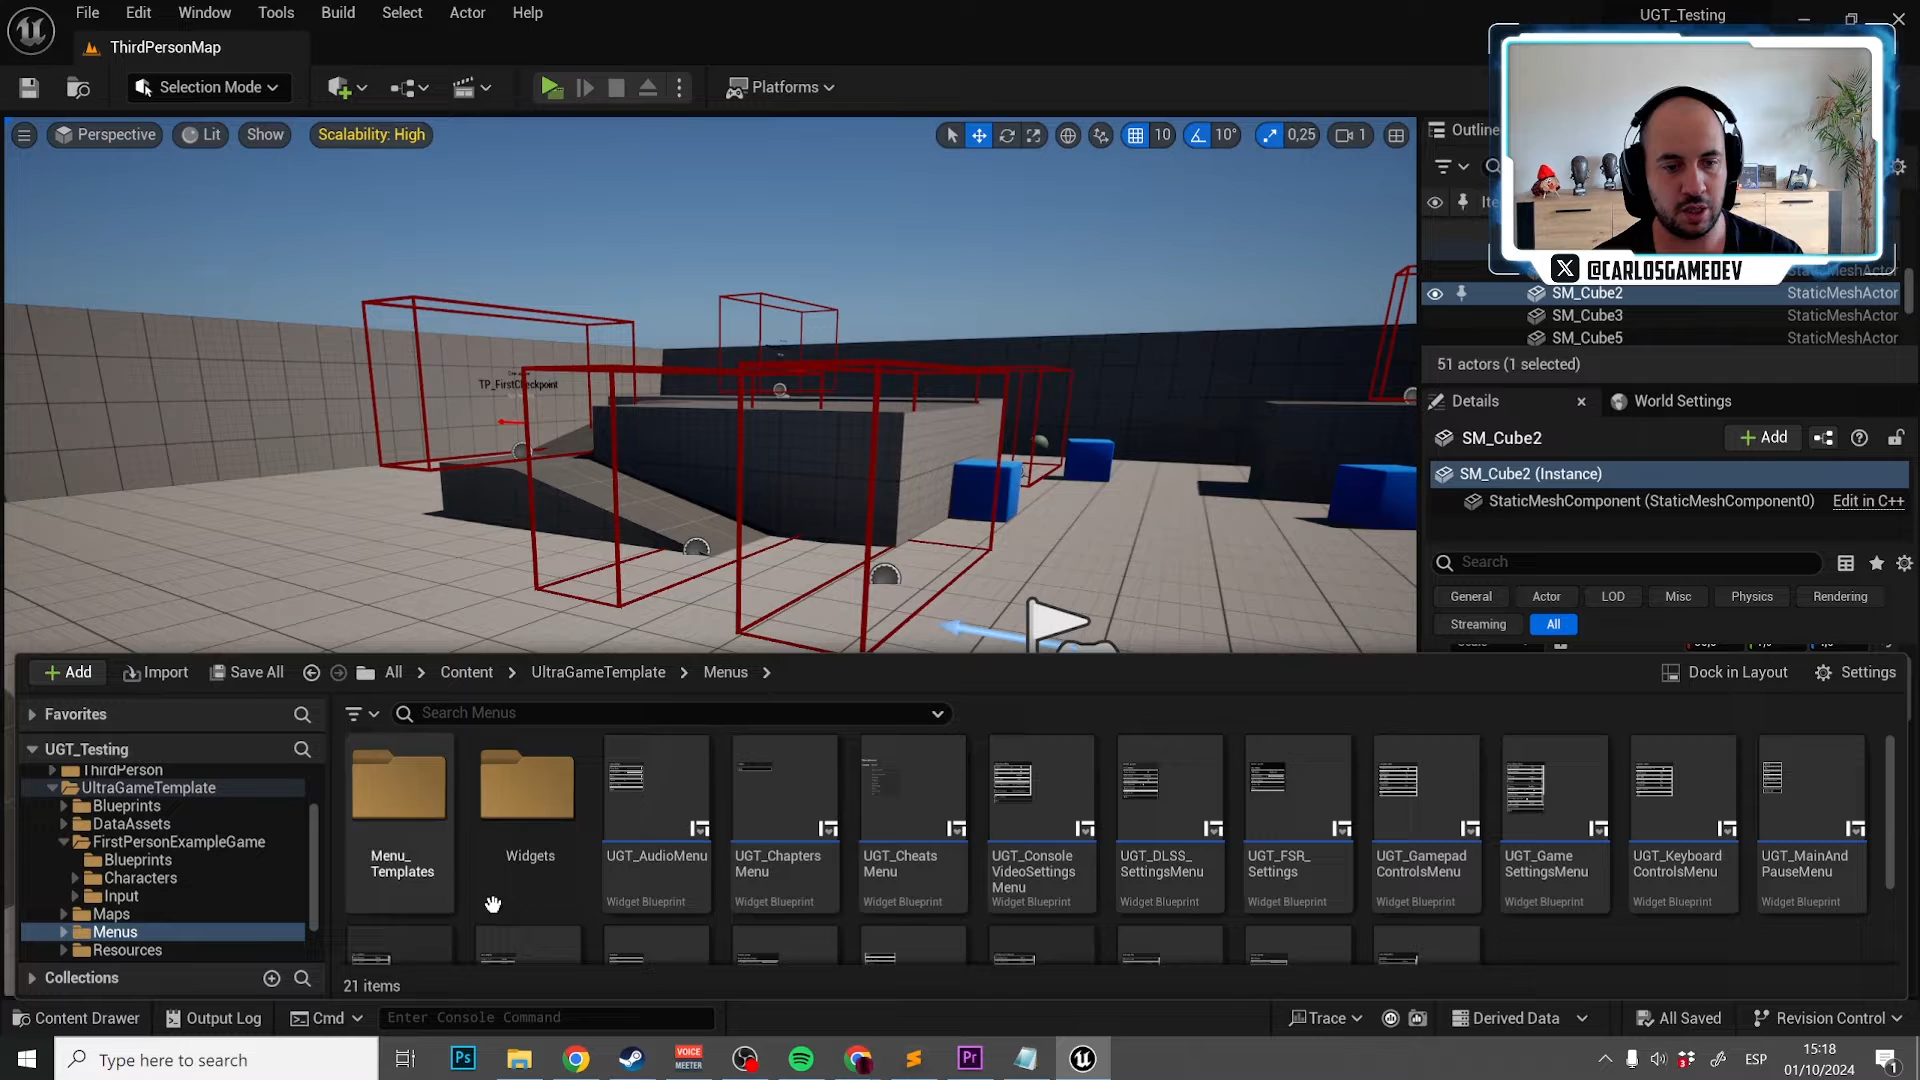 File Edit Window Tools Build Select Actor Help
UGT_Testing
ThirdPersonMap
Selection Mode
Platforms
Perspective Lit Show Scalability: High
10 10° 0,25 1
Outline
@CARLOSGAMEDEV
StaticMeshActor
SM_Cube2 StaticMeshActor
SM_Cube3 StaticMeshActor
SM_Cube5 StaticMeshActor
51 actors (1 selected)
TP_FirstCheckpoint
Details World Settings
SM_Cube2 Add
SM_Cube2 (Instance)
StaticMeshComponent (StaticMeshComponent0) Edit in C++
Search
General Actor LOD Misc Physics Rendering
Streaming All
Add Import Save All All Content UltraGameTemplate Menus Dock in Layout Settings
Favorites
Search Menus
UGT_Testing
ThirdPerson
UltraGameTemplate
Blueprints
DataAssets
FirstPersonExampleGame
Blueprints
Characters
Input
Maps
Menus
Resources
Collections
Menu_
Templates
Widgets
UGT_AudioMenu
Widget Blueprint
UGT_Chapters
Menu
Widget Blueprint
UGT_Cheats
Menu
Widget Blueprint
UGT_Console
VideoSettings
Menu
Widget Blueprint
UGT_DLSS_
SettingsMenu
Widget Blueprint
UGT_FSR_
Settings
Widget Blueprint
UGT_Gamepad
ControlsMenu
Widget Blueprint
UGT_Game
SettingsMenu
Widget Blueprint
UGT_Keyboard
ControlsMenu
Widget Blueprint
UGT_MainAnd
PauseMenu
Widget Blueprint
21 items
Content Drawer Output Log Cmd Enter Console Command Trace Derived Data All Saved Revision Control
Type here to search
Ps
VOICE
MEETER
Pr
ESP
15:18
01/10/2024